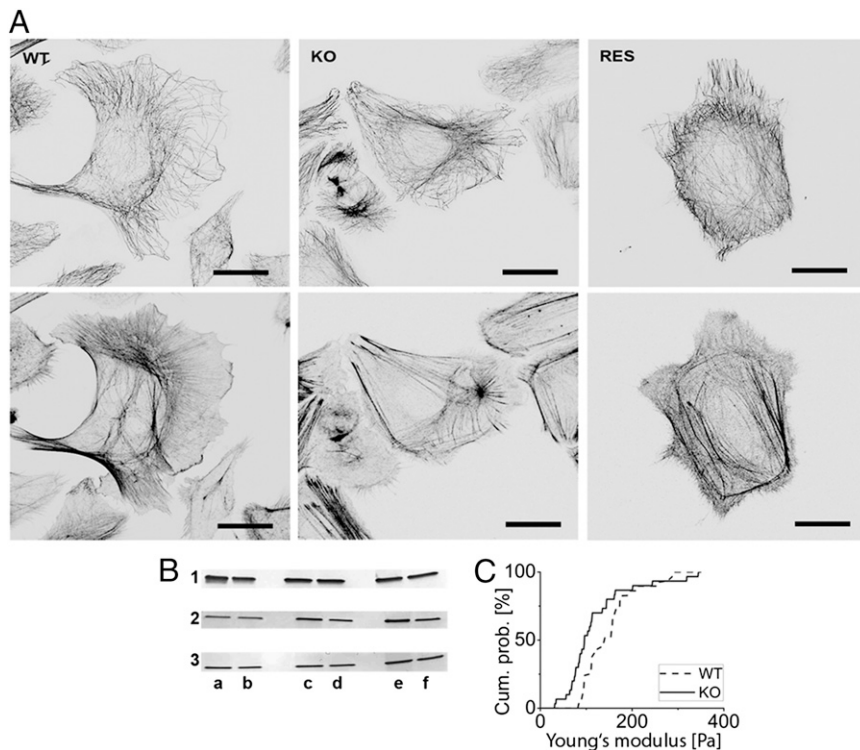 A
WT
KO
RES
B
1
2
3
a b c d e f
C
Cum. prob. [%]
100
50
0
WT
KO
0 200 400
Young's modulus [Pa]